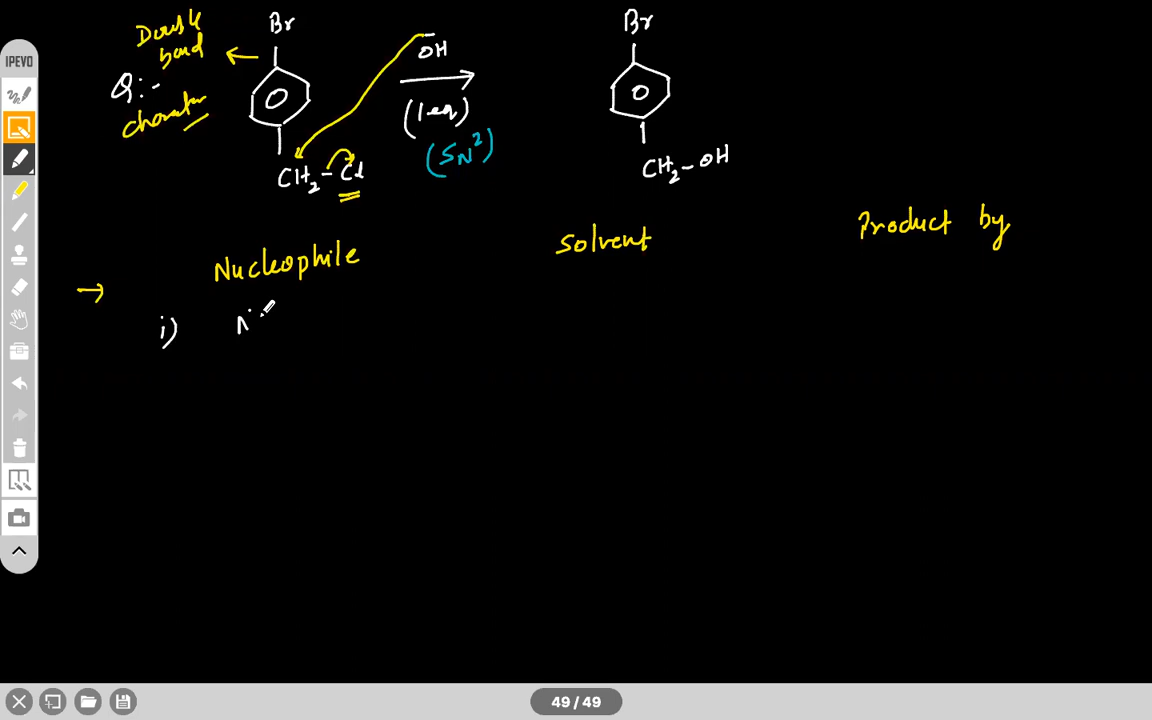 IPEVO
Double bond
Br
Q:-
character
CH2-Cl
OH
(1eq)
(SN2)
Br
CH2-OH
→ Nucleophile Solvent Product by
i)
49 / 49